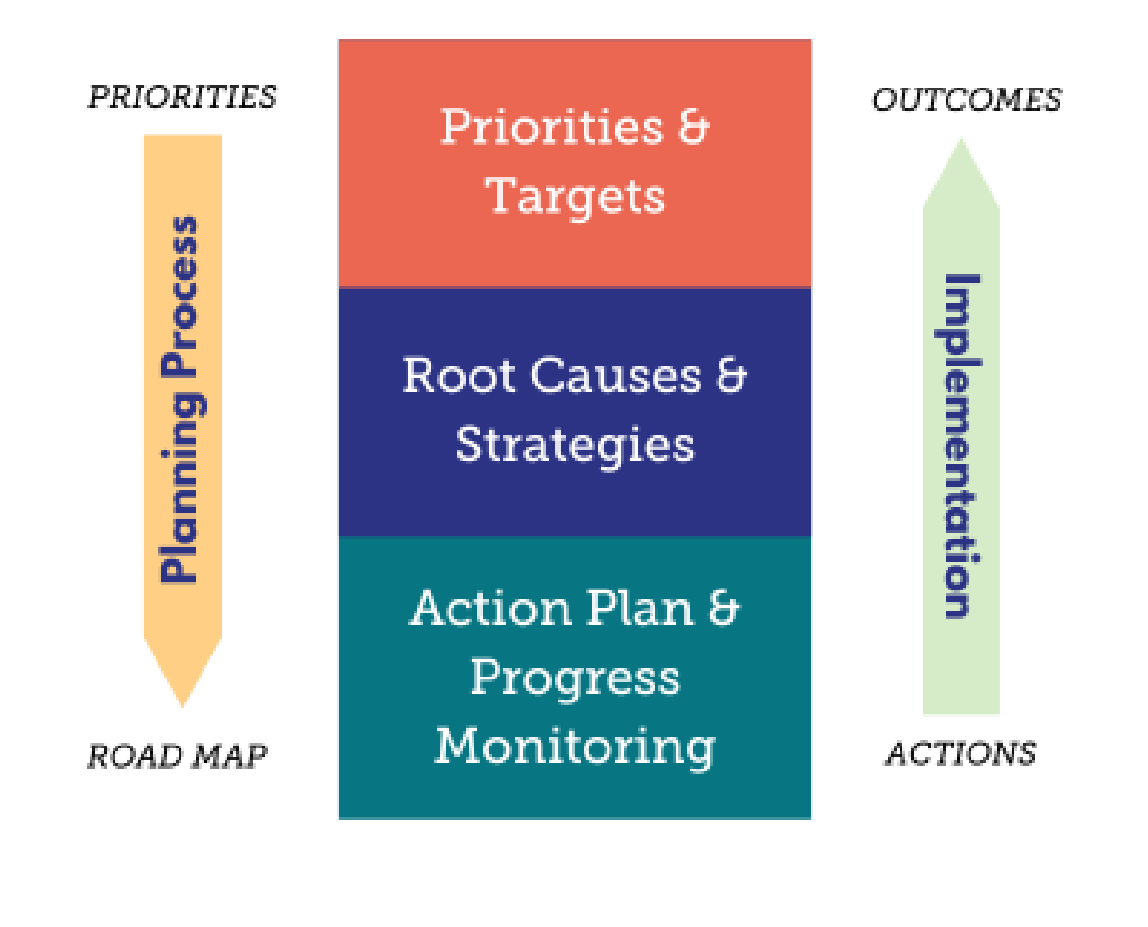 PRIORITIES
Planning Process
ROAD MAP
Priorities &
Targets
Root Causes &
Strategies
Action Plan &
Progress
Monitoring
OUTCOMES
Implementation
ACTIONS